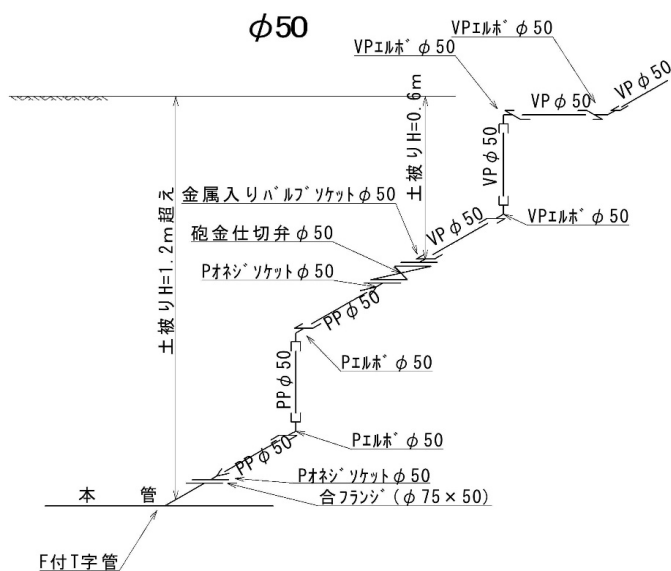 φ50
VPエルボφ50
VPエルボφ50
VPφ50
VPφ50
VPφ50
土被りH=0.6m
土被りH=1.2m超え
金属入りバルブソケットφ50
VPφ50
VPエルボφ50
砲金仕切弁φ50
Pオネジソケットφ50
PPφ50
PPφ50
Pエルボφ50
Pエルボφ50
PPφ50
Pオネジソケットφ50
合フランジ(φ75×50)
本 管
F付T字管